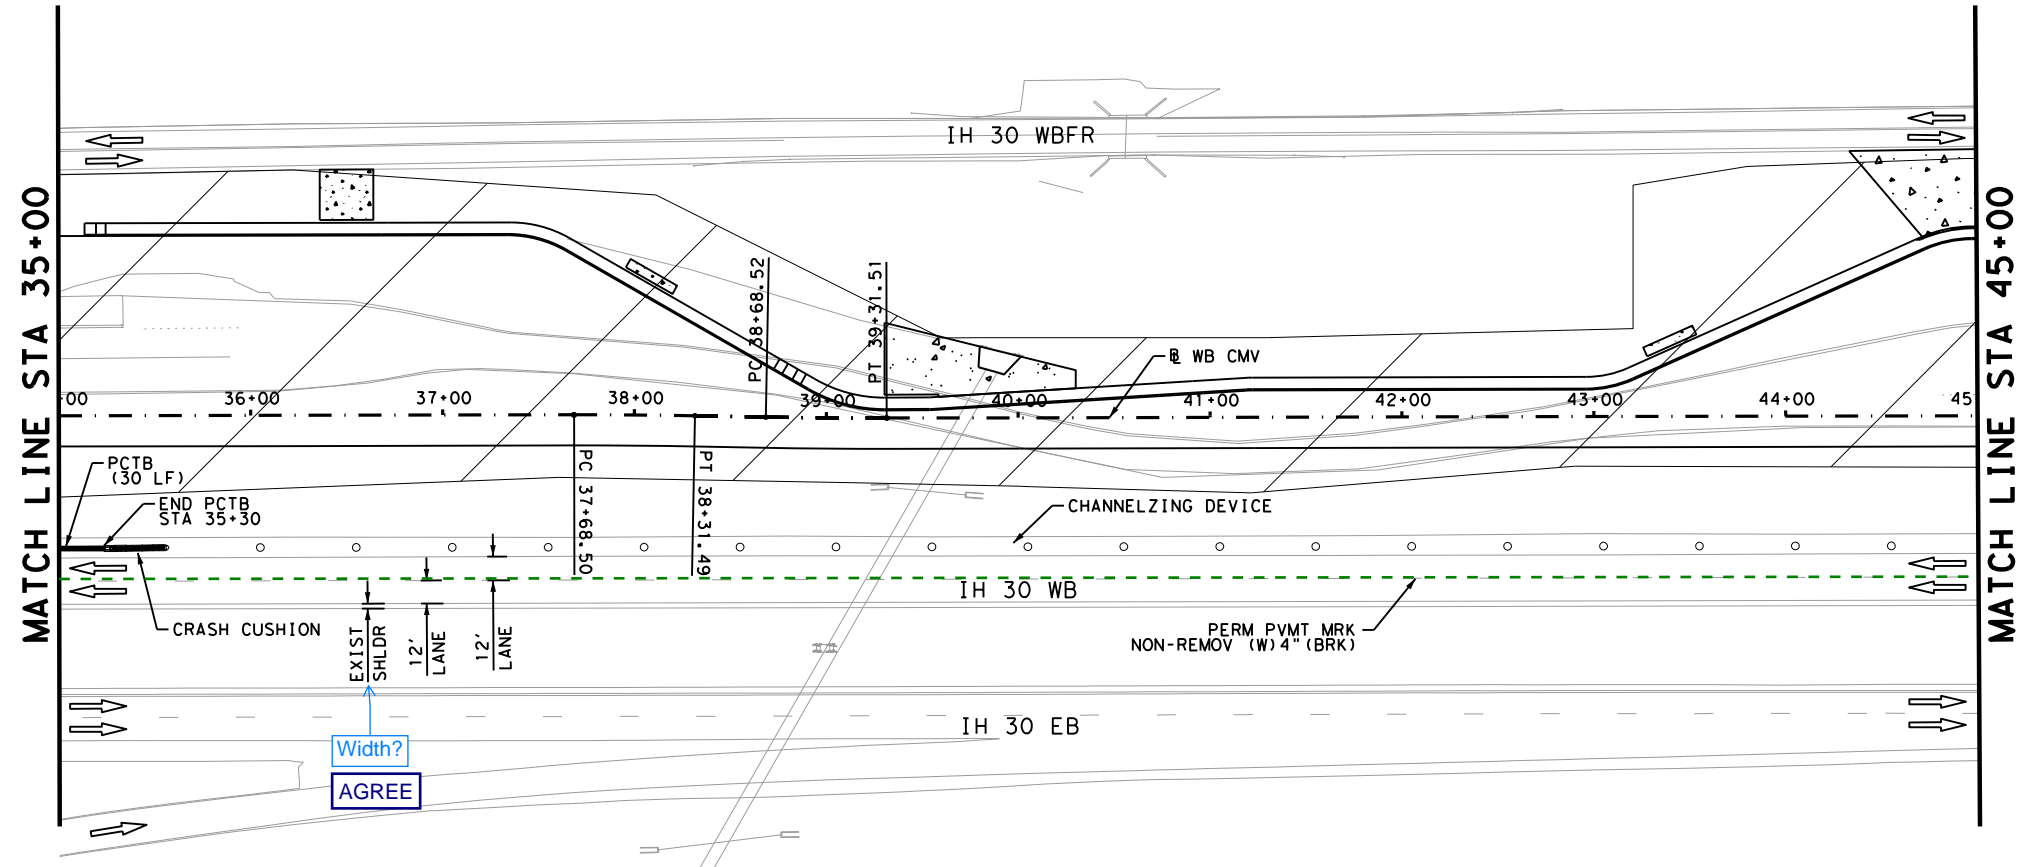 MATCH LINE STA 35+00
IH 30 WBFR
PC 38+68.52
PT 39+31.51
℄ WB CMV
+00
36+00
37+00
38+00
39+00
40+00
41+00
42+00
43+00
44+00
45
PCTB
(30 LF)
END PCTB
STA 35+30
PC 37+68.50
PT 38+31.49
CHANNELZING DEVICE
IH 30 WB
CRASH CUSHION
EXIST
SHLDR
12'
LANE
12'
LANE
PERM PVMT MRK
NON-REMOV (W)4"(BRK)
IH 30 EB
Width?
AGREE
MATCH LINE STA 45+00